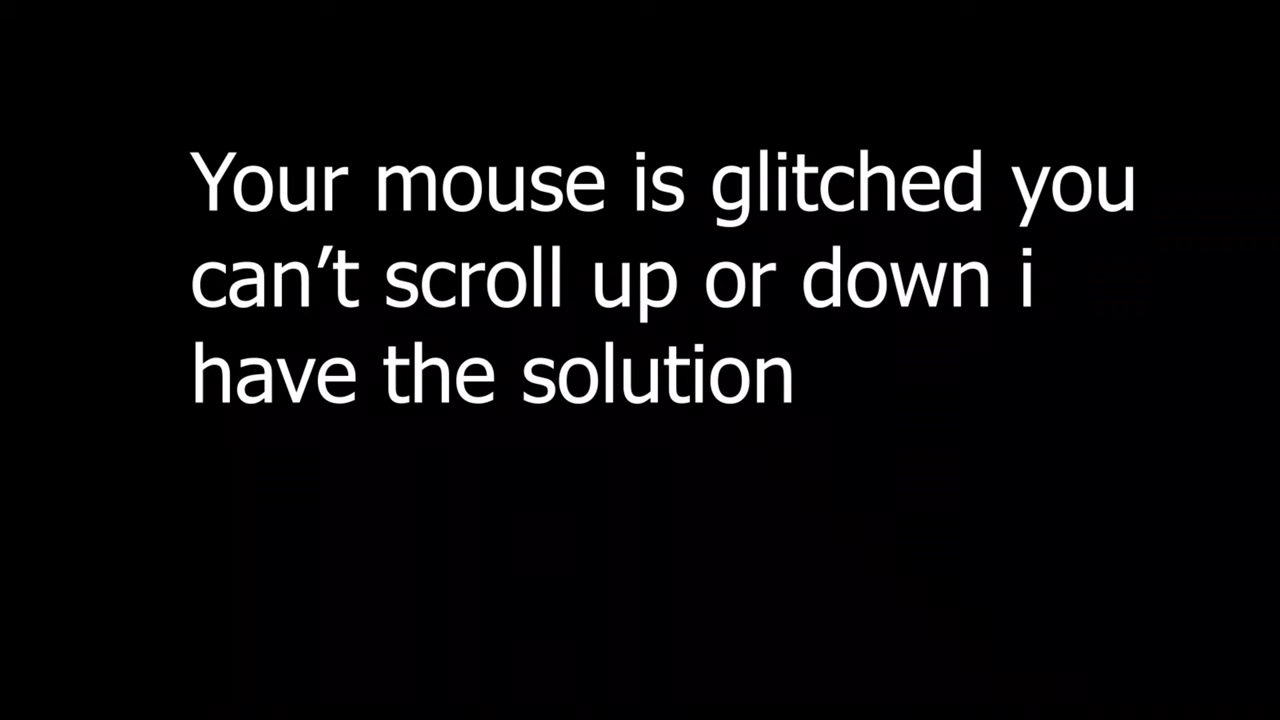 Your mouse is glitched you
can’t scroll up or down i
have the solution